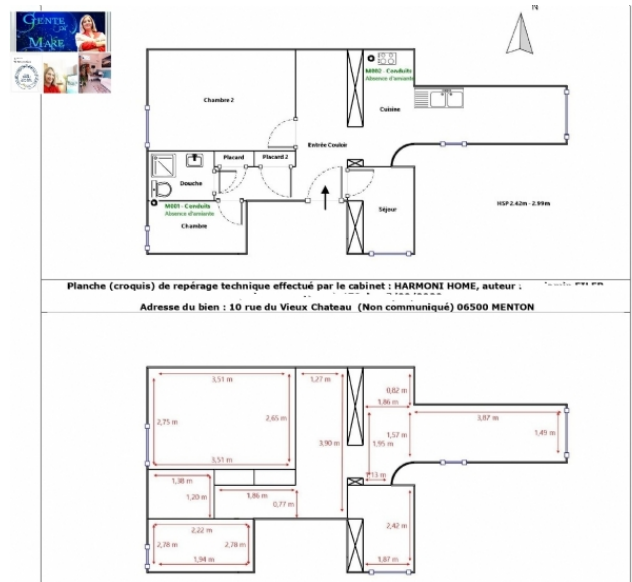 GENTE
DI
MARE
N
M002 - Conduits
Absence d'amiante
Cuisine
Chambre 2
Entrée Couloir
Placard
Placard 2
Douche
M001 - Conduits
Absence d'amiante
Chambre
Séjour
HSP 2.62m - 2.99m
Planche (croquis) de repérage technique effectué par le cabinet : HARMONI HOME, auteur :
Adresse du bien : 10 rue du Vieux Chateau (Non communiqué) 06500 MENTON
3,51 m
1,27 m
0,82 m
1,86 m
3,87 m
2,75 m
2,65 m
3,90 m
1,57 m
1,95 m
1,49 m
3,51 m
1,13 m
1,38 m
1,20 m
1,86 m
0,77 m
2,42 m
2,22 m
2,78 m
2,78 m
1,94 m
1,87 m